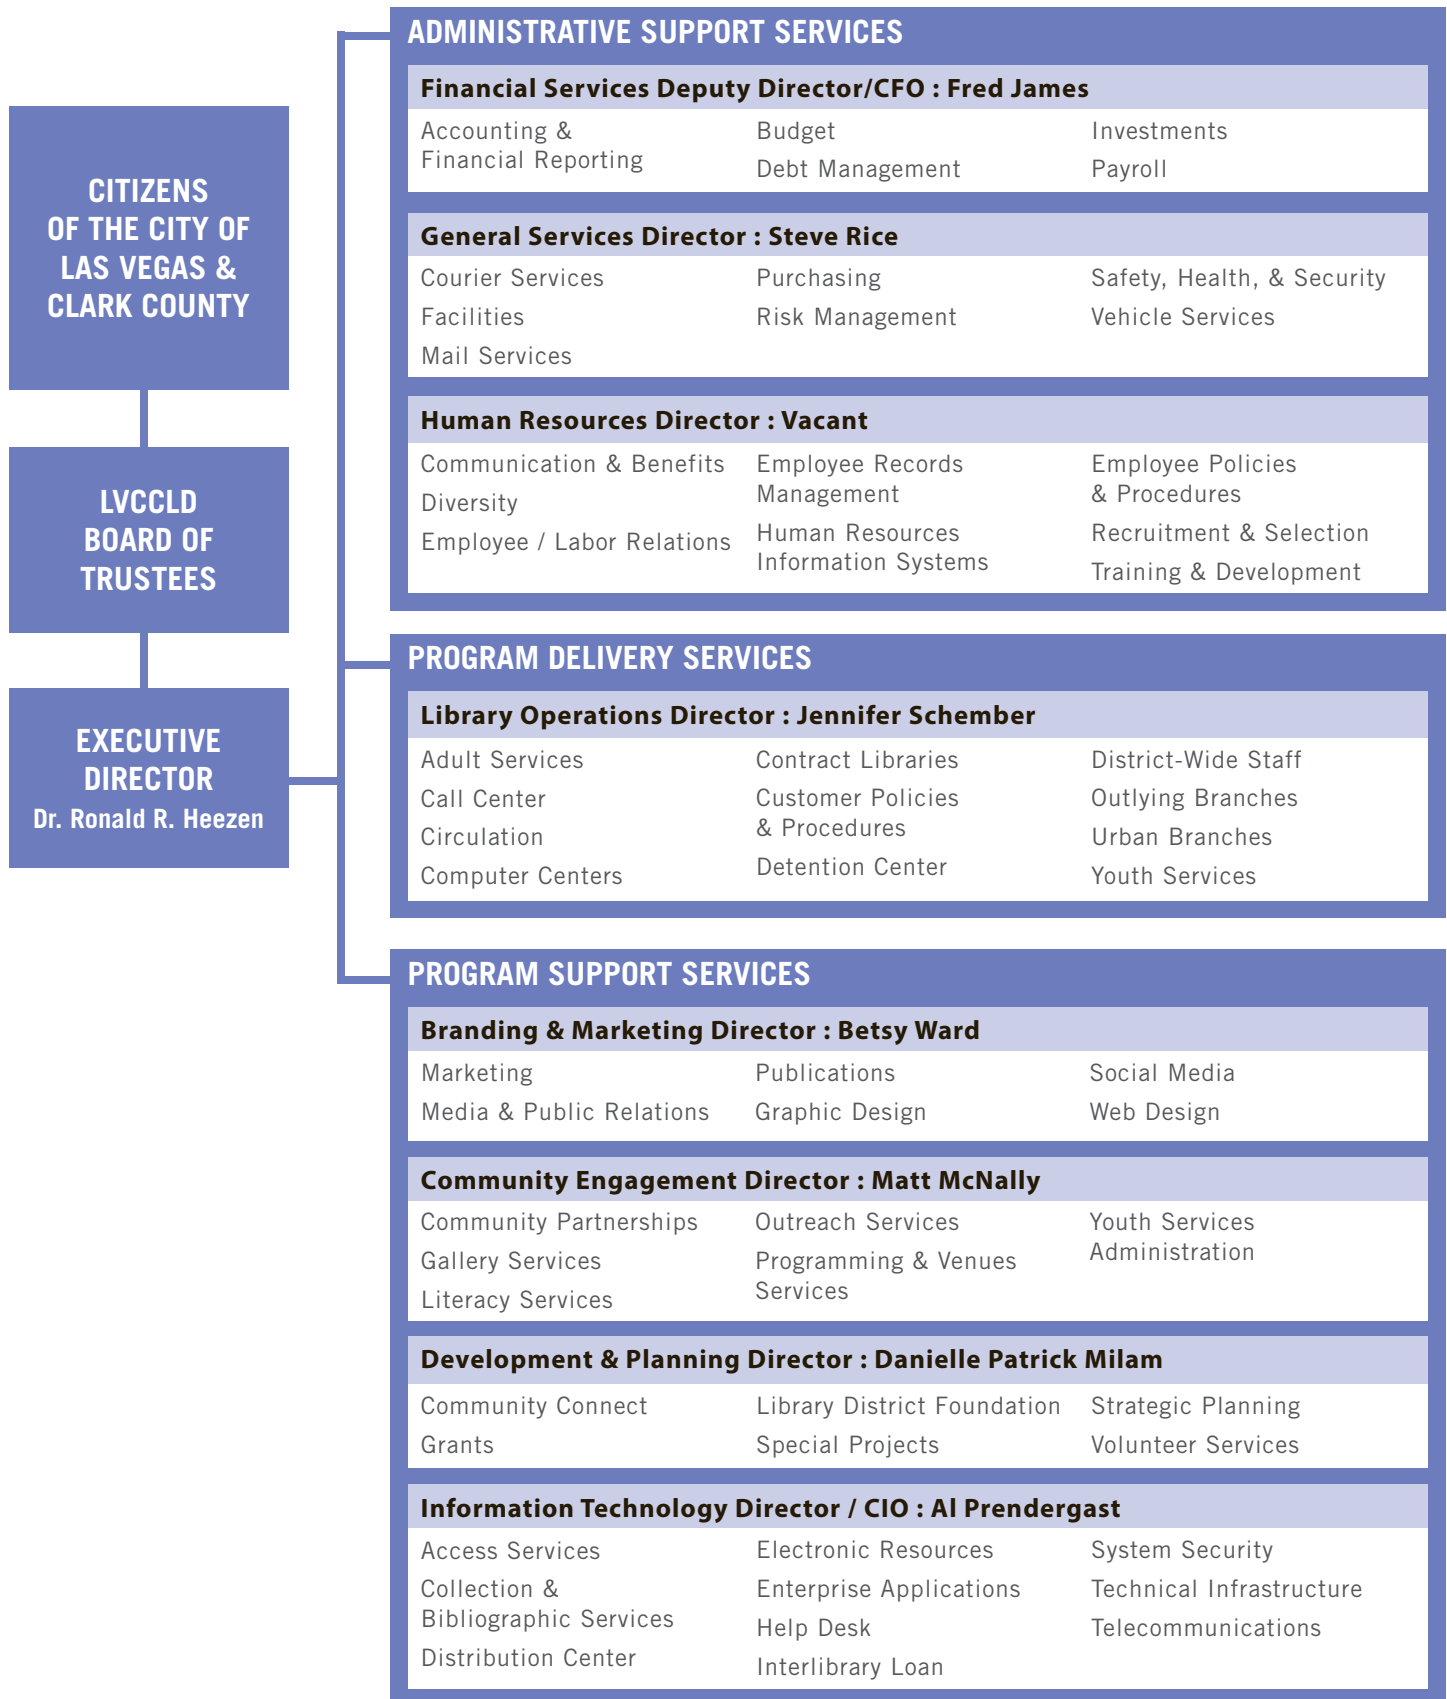 CITIZENS
OF THE CITY OF
LAS VEGAS &
CLARK COUNTY
LVCCLD
BOARD OF
TRUSTEES
EXECUTIVE
DIRECTOR
Dr. Ronald R. Heezen
ADMINISTRATIVE SUPPORT SERVICES
Financial Services Deputy Director/CFO : Fred James
Accounting &
Financial Reporting
Budget
Debt Management
Investments
Payroll
General Services Director : Steve Rice
Courier Services
Facilities
Mail Services
Purchasing
Risk Management
Safety, Health, & Security
Vehicle Services
Human Resources Director : Vacant
Communication & Benefits
Diversity
Employee / Labor Relations
Employee Records
Management
Human Resources
Information Systems
Employee Policies
& Procedures
Recruitment & Selection
Training & Development
PROGRAM DELIVERY SERVICES
Library Operations Director : Jennifer Schember
Adult Services
Call Center
Circulation
Computer Centers
Contract Libraries
Customer Policies
& Procedures
Detention Center
District-Wide Staff
Outlying Branches
Urban Branches
Youth Services
PROGRAM SUPPORT SERVICES
Branding & Marketing Director : Betsy Ward
Marketing
Media & Public Relations
Publications
Graphic Design
Social Media
Web Design
Community Engagement Director : Matt McNally
Community Partnerships
Gallery Services
Literacy Services
Outreach Services
Programming & Venues
Services
Youth Services
Administration
Development & Planning Director : Danielle Patrick Milam
Community Connect
Grants
Library District Foundation
Special Projects
Strategic Planning
Volunteer Services
Information Technology Director / CIO : Al Prendergast
Access Services
Collection &
Bibliographic Services
Distribution Center
Electronic Resources
Enterprise Applications
Help Desk
Interlibrary Loan
System Security
Technical Infrastructure
Telecommunications